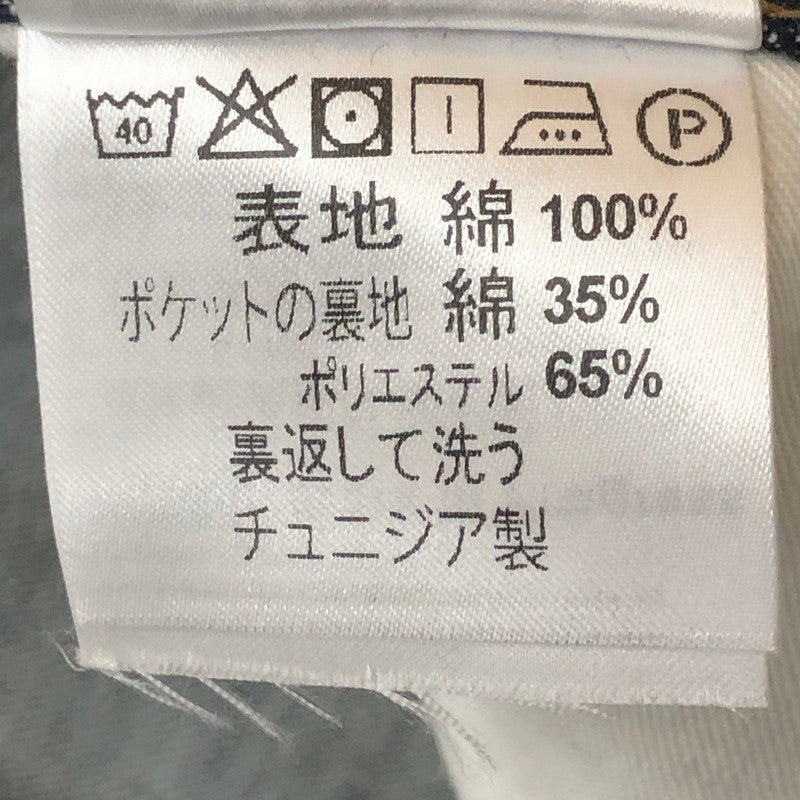 40 P
表地 綿 100%
ポケットの裏地 綿 35%
ポリエステル 65%
裏返して洗う
チュニジア製